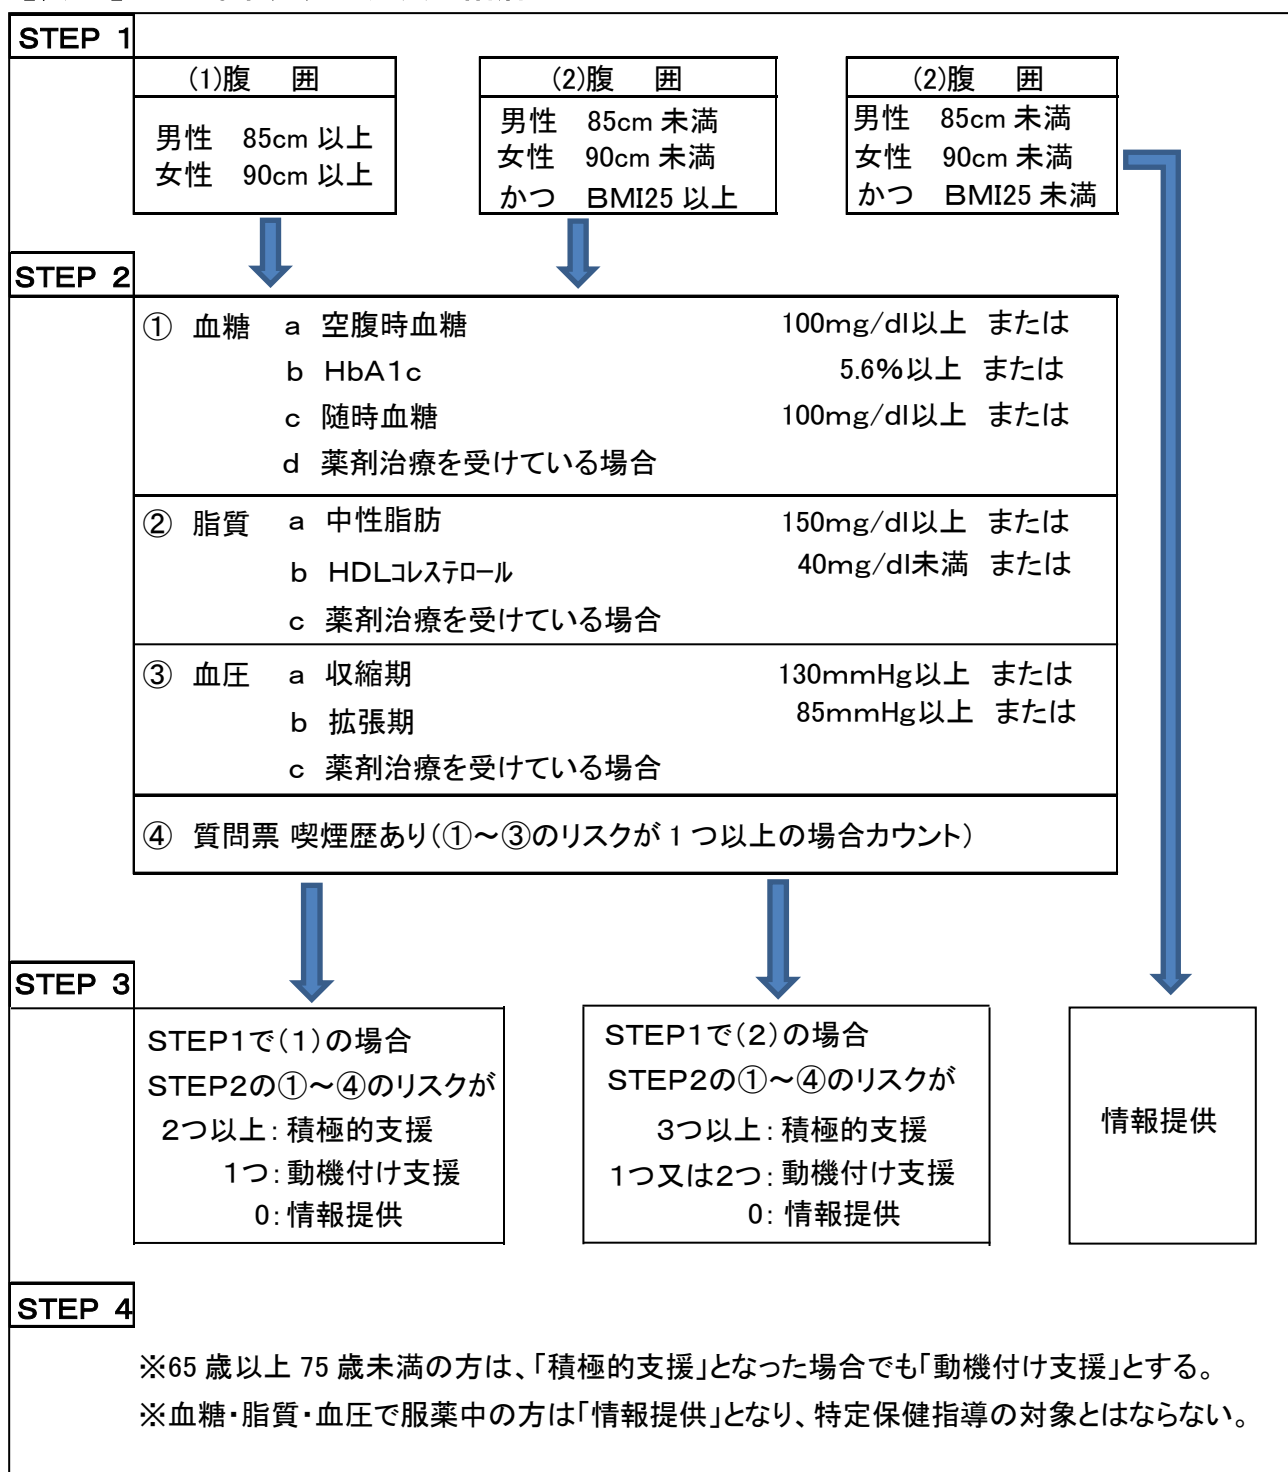 STEP 1
(1)腹 囲
男性 85cm 以上
女性 90cm 以上
(2)腹 囲
男性 85cm 未満
女性 90cm 未満
かつ BMI25 以上
(2)腹 囲
男性 85cm 未満
女性 90cm 未満
かつ BMI25 未満
STEP 2
① 血糖 a 空腹時血糖 100mg/dl以上 または
b HbA1c 5.6%以上 または
c 随時血糖 100mg/dl以上 または
d 薬剤治療を受けている場合
② 脂質 a 中性脂肪 150mg/dl以上 または
b HDLコレステロール 40mg/dl未満 または
c 薬剤治療を受けている場合
③ 血圧 a 収縮期 130mmHg以上 または
b 拡張期 85mmHg以上 または
c 薬剤治療を受けている場合
④ 質問票 喫煙歴あり(①～③のリスクが 1 つ以上の場合カウント)
STEP 3
STEP1で(1)の場合
STEP2の①～④のリスクが
2つ以上: 積極的支援
1つ: 動機付け支援
0: 情報提供
STEP1で(2)の場合
STEP2の①～④のリスクが
3つ以上: 積極的支援
1つ又は2つ: 動機付け支援
0: 情報提供
情報提供
STEP 4
※65 歳以上 75 歳未満の方は、「積極的支援」となった場合でも「動機付け支援」とする。
※血糖・脂質・血圧で服薬中の方は「情報提供」となり、特定保健指導の対象とはならない。